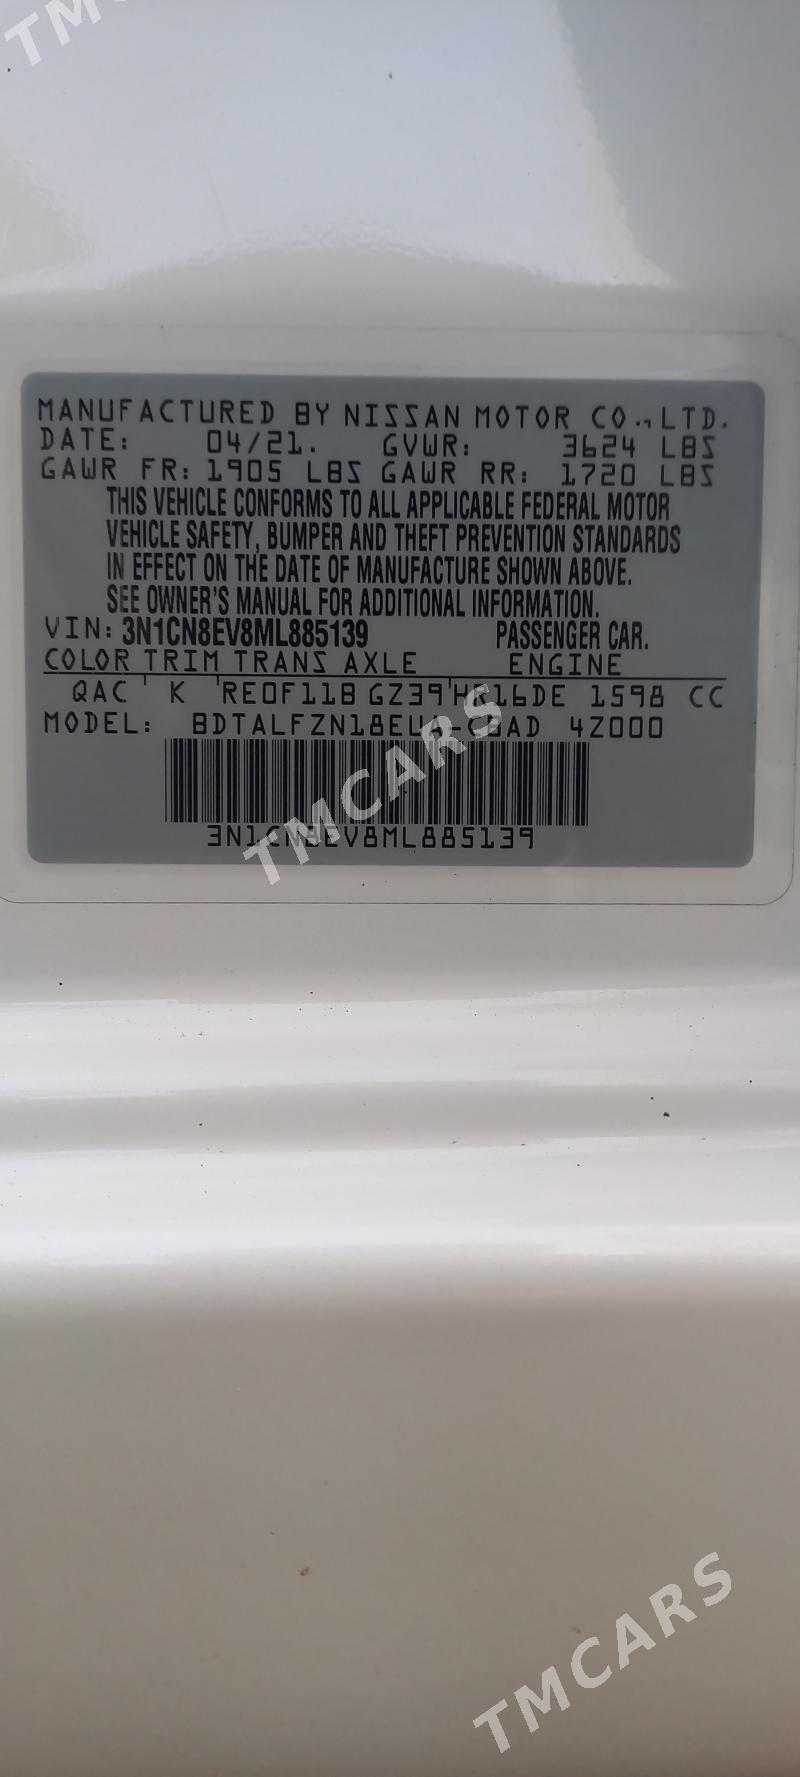 TMCARS
MANUFACTURED BY NISSAN MOTOR CO.,LTD.
DATE: 04/21. GVWR: 3624 LBS
GAWR FR: 1905 LBS GAWR RR: 1720 LBS
THIS VEHICLE CONFORMS TO ALL APPLICABLE FEDERAL MOTOR
VEHICLE SAFETY, BUMPER AND THEFT PREVENTION STANDARDS
IN EFFECT ON THE DATE OF MANUFACTURE SHOWN ABOVE.
SEE OWNER'S MANUAL FOR ADDITIONAL INFORMATION.
VIN: 3N1CN8EV8ML885139 PASSENGER CAR.
COLOR TRIM TRANS AXLE ENGINE
QAC K RE0F11B GZ39 HR16DE 1598 CC
MODEL: 4Z000
TMCARS
3N1CN8EV8ML885139
TMCARS